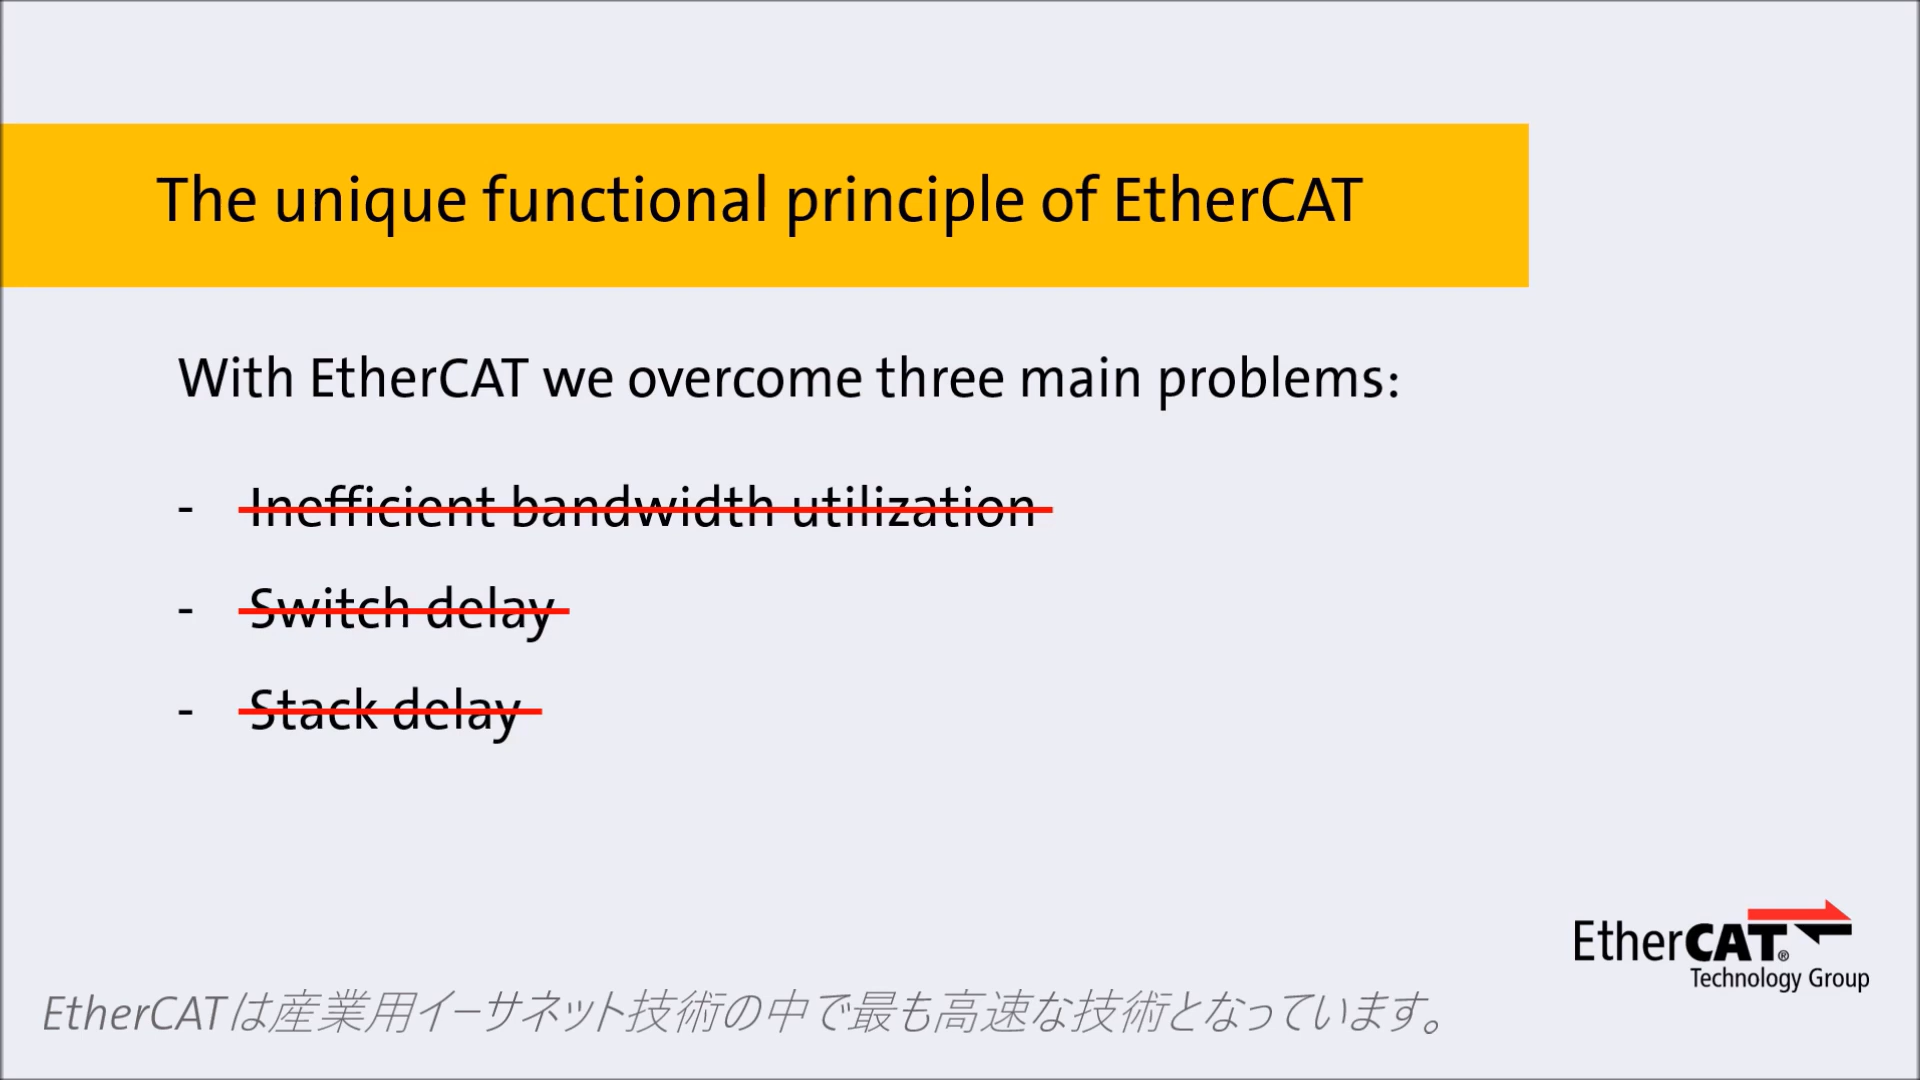 The unique functional principle of EtherCAT
With EtherCAT we overcome three main problems:
- Inefficient bandwidth utilization
- Switch delay
- Stack delay
EtherCAT®
Technology Group
EtherCATは産業用イーサネット技術の中で最も高速な技術となっています。